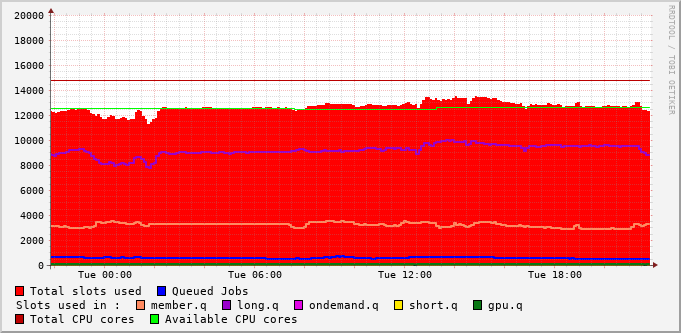 20000
18000
16000
14000
12000
10000
8000
6000
4000
2000
0
Tue 00:00 Tue 06:00 Tue 12:00 Tue 18:00
Total slots used Queued Jobs
Slots used in : member.q long.q ondemand.q short.q gpu.q
Total CPU cores Available CPU cores
RRDTOOL / TOBI OETIKER